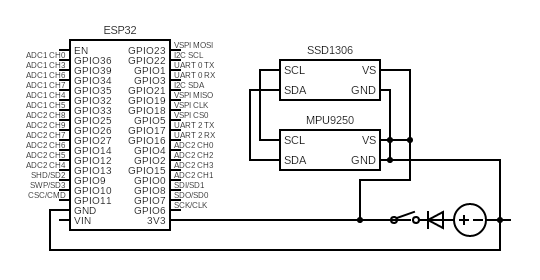 ESP32
ADC1 CH0
ADC1 CH3
ADC1 CH6
ADC1 CH7
ADC1 CH4
ADC1 CH5
ADC2 CH8
ADC2 CH9
ADC2 CH7
ADC2 CH6
ADC2 CH5
ADC2 CH4
SHD/SD2
SWP/SD3
CSC/CMD
EN
GPIO36
GPIO39
GPIO34
GPIO35
GPIO32
GPIO33
GPIO25
GPIO26
GPIO27
GPIO14
GPIO12
GPIO13
GPIO9
GPIO10
GPIO11
GND
VIN
GPIO23
GPIO22
GPIO1
GPIO3
GPIO21
GPIO19
GPIO18
GPIO5
GPIO17
GPIO16
GPIO4
GPIO2
GPIO15
GPIO0
GPIO8
GPIO7
GPIO6
3V3
VSPI MOSI
I2C SCL
UART 0 TX
UART 0 RX
I2C SDA
VSPI MISO
VSPI CLK
VSPI CS0
UART 2 TX
UART 2 RX
ADC2 CH0
ADC2 CH2
ADC2 CH3
ADC2 CH1
SDI/SD1
SDO/SD0
SCK/CLK
SSD1306
SCL VS
SDA GND
MPU9250
SCL VS
SDA GND